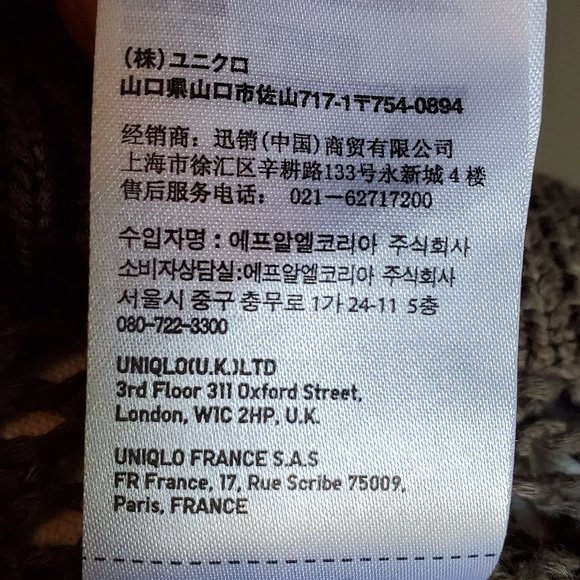 (株)ユニクロ
山口県山口市佐山717-1〒754-0894
经销商：迅销(中国)商贸有限公司
上海市徐汇区辛耕路133号永新城4楼
售后服务电话： 021—62717200
수입자명 : 에프알엘코리아 주식회사
소비자상담실:에프알엘코리아 주식회사
서울시 중구 충무로 1가 24-11 5층
080-722-3300
UNIQLO(U.K.)LTD
3rd Floor 311 Oxford Street,
London, W1C 2HP, U.K.
UNIQLO FRANCE S.A.S
FR France, 17, Rue Scribe 75009,
Paris, FRANCE